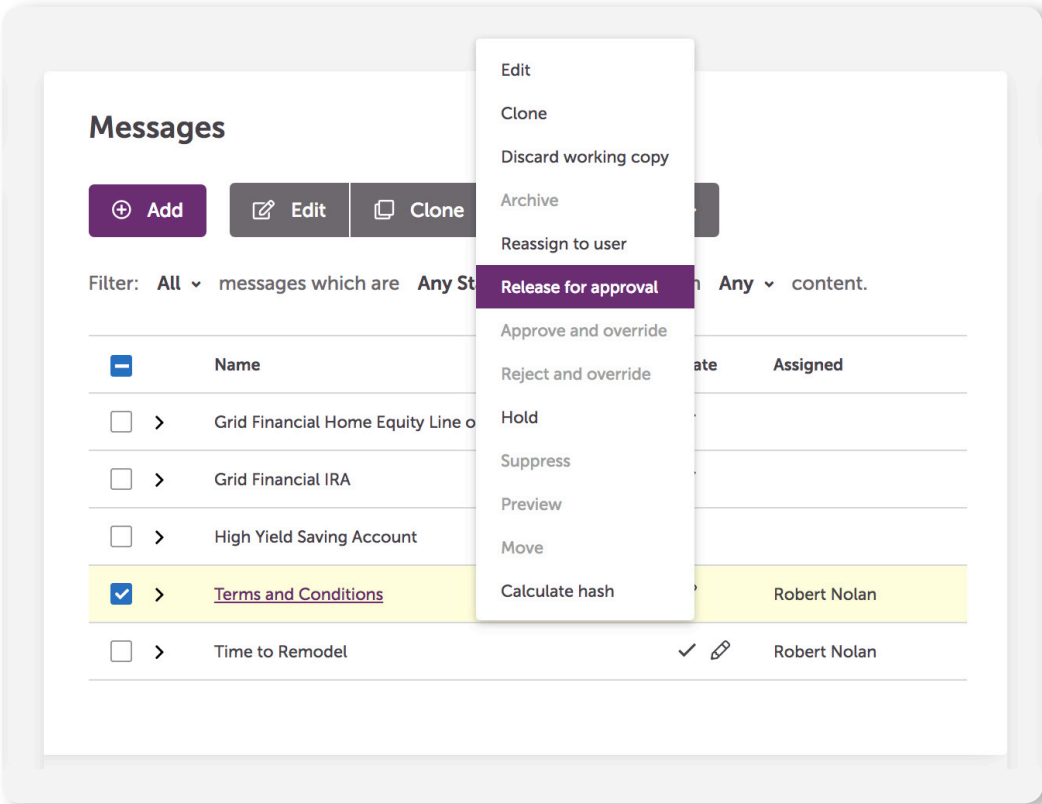 Messages
Add
Edit
Clone
Filter: All messages which are Any St
Any content.
Edit
Clone
Discard working copy
Archive
Reassign to user
Release for approval
Approve and override
Reject and override
Hold
Suppress
Preview
Move
Calculate hash
Name
ate
Assigned
Grid Financial Home Equity Line o
Grid Financial IRA
High Yield Saving Account
Terms and Conditions
Robert Nolan
Time to Remodel
Robert Nolan